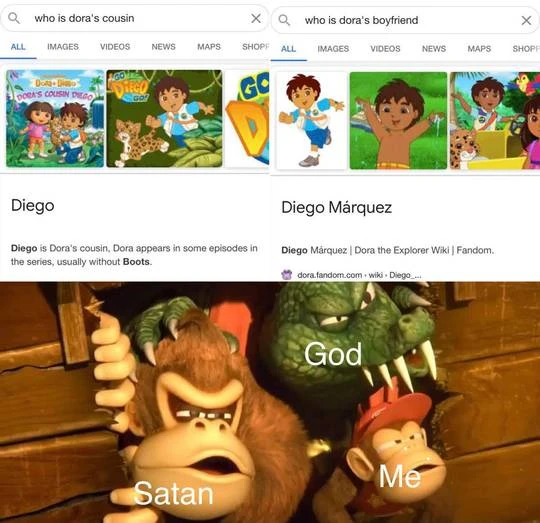 who is dora's cousin
ALL IMAGES VIDEOS NEWS MAPS SHOPP
Dora and Diego
DORA'S COUSIN DIEGO
GO DIEGO GO!
GO
D
Diego
Diego is Dora's cousin, Dora appears in some episodes in
the series, usually without Boots.
who is dora's boyfriend
ALL IMAGES VIDEOS NEWS MAPS SHOPP
Diego Márquez
Diego Márquez | Dora the Explorer Wiki | Fandom.
dora.fandom.com › wiki › Diego_...
God
Me
Satan